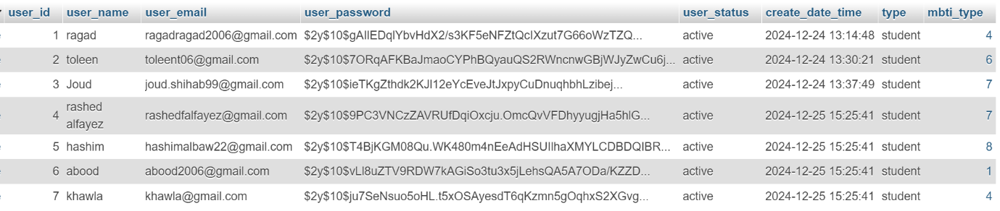 user_id user_name user_email user_password user_status create_date_time type mbti_type
1 ragad ragadragad2006@gmail.com $2y$10$gAIlEDqlYbvHdX2/s3KF5eNFZtQclXzut7G66oWzTZQ... active 2024-12-24 13:14:48 student 4
2 toleen toleent06@gmail.com $2y$10$7ORqAFKBaJmaoCYPhBQyauQS2RWncnwGBjWJyZwCu6j... active 2024-12-24 13:30:21 student 6
3 Joud joud.shihab99@gmail.com $2y$10$ieTKgZthdk2KJl12eYcEveJtJxpyCuDnuqhbhLzibej... active 2024-12-24 13:37:49 student 7
4 rashed alfayez rashedfalfayez@gmail.com $2y$10$9PC3VNCzZAVRUfDqiOxcju.OmcQvVFDhyyugjHa5hlG... active 2024-12-25 15:25:41 student 7
5 hashim hashimalbaw22@gmail.com $2y$10$T4BjKGM08Qu.WK480m4nEeAdHSUIlhaXMYLCDBDQIBR... active 2024-12-25 15:25:41 student 8
6 abood abood2006@gmail.com $2y$10$vLl8uZTV9RDW7kAGiSo3tu3x5jLehsQA5A7ODa/KZZD... active 2024-12-25 15:25:41 student 1
7 khawla khawla@gmail.com $2y$10$ju7SeNsuo5oHL.t5xOSAyesdT6qKzmn5gOqhxS2XGvg... active 2024-12-25 15:25:41 student 4